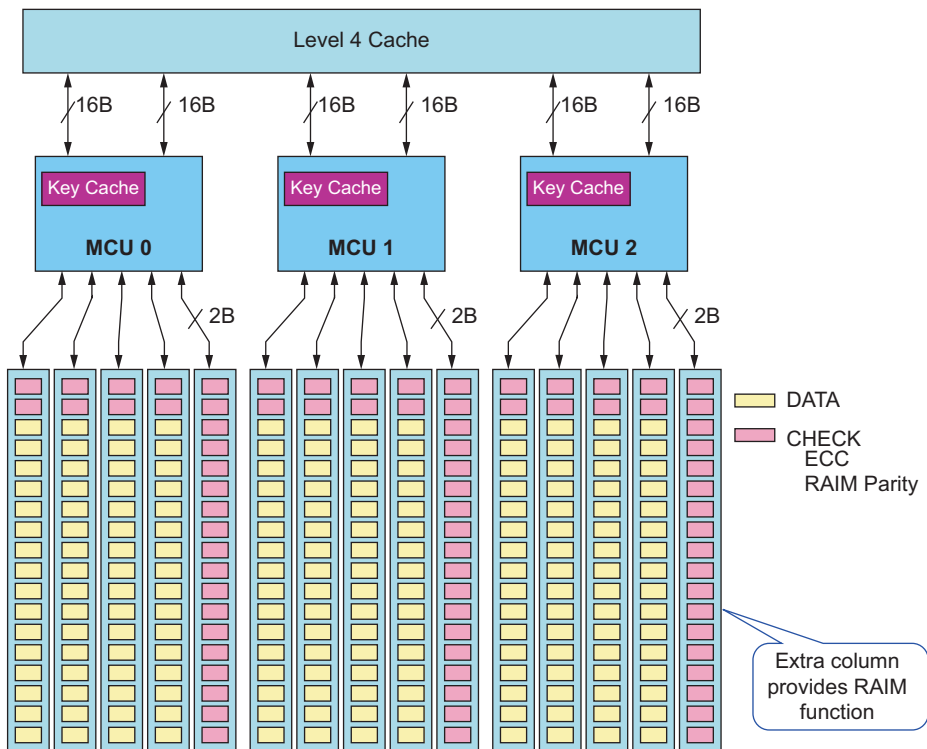 Level 4 Cache
16B 16B 16B 16B 16B 16B
Key Cache Key Cache Key Cache
MCU 0 MCU 1 MCU 2
2B 2B 2B
DATA
CHECK
ECC
RAIM Parity
Extra column
provides RAIM
function